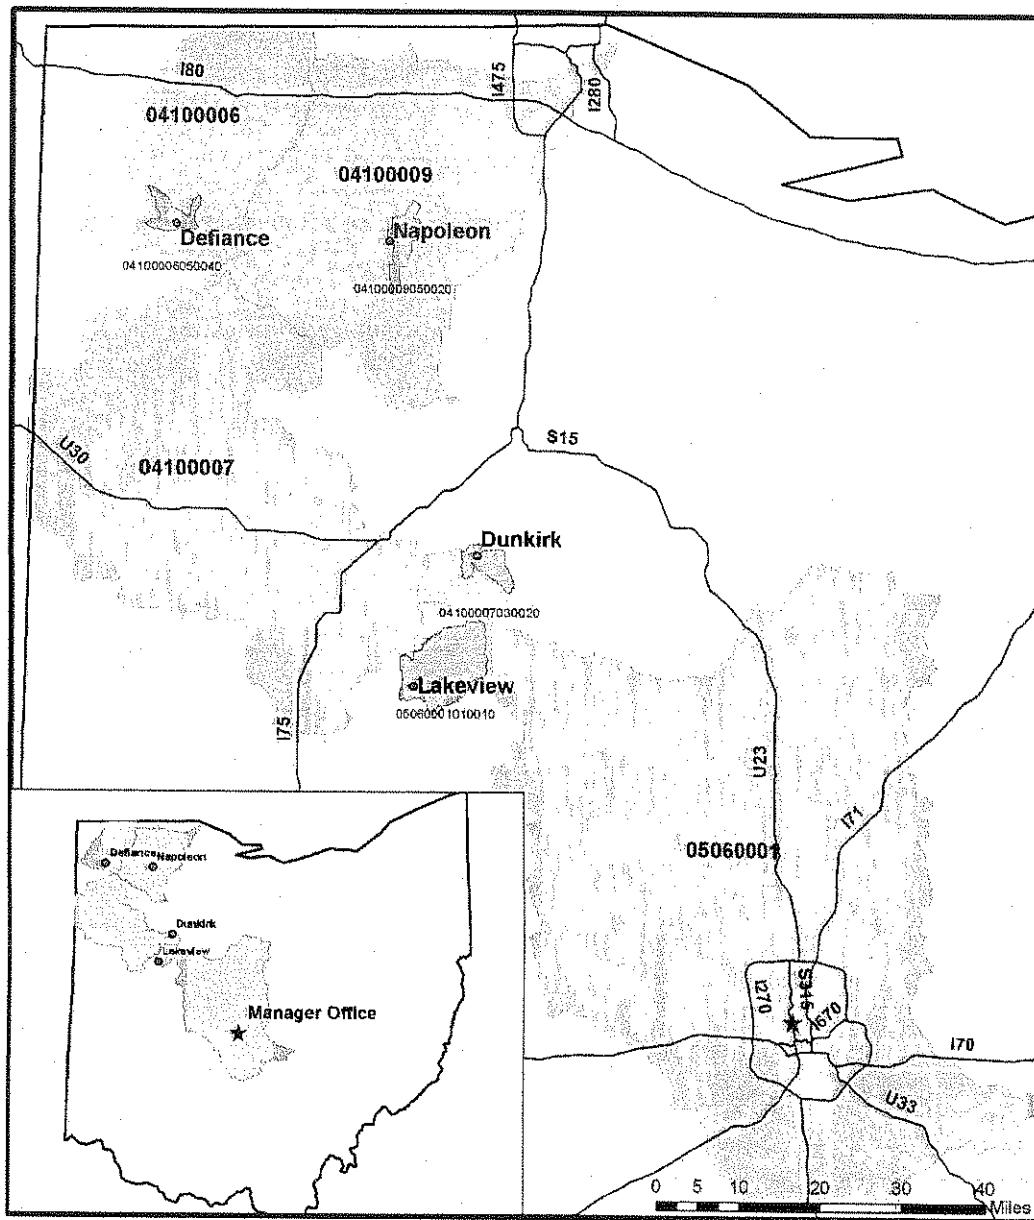 I80
I475
I280
04100006
04100009
Defiance
Napoleon
04100006050040
04100009050020
S15
U30
04100007
Dunkirk
04100007030020
Lakeview
05060001010010
I75
U23
I71
05060001
Defiance
Napoleon
Dunkirk
Lakeview
Manager Office
I270
S315
I670
I70
U33
0 5 10 20 30 40
Miles